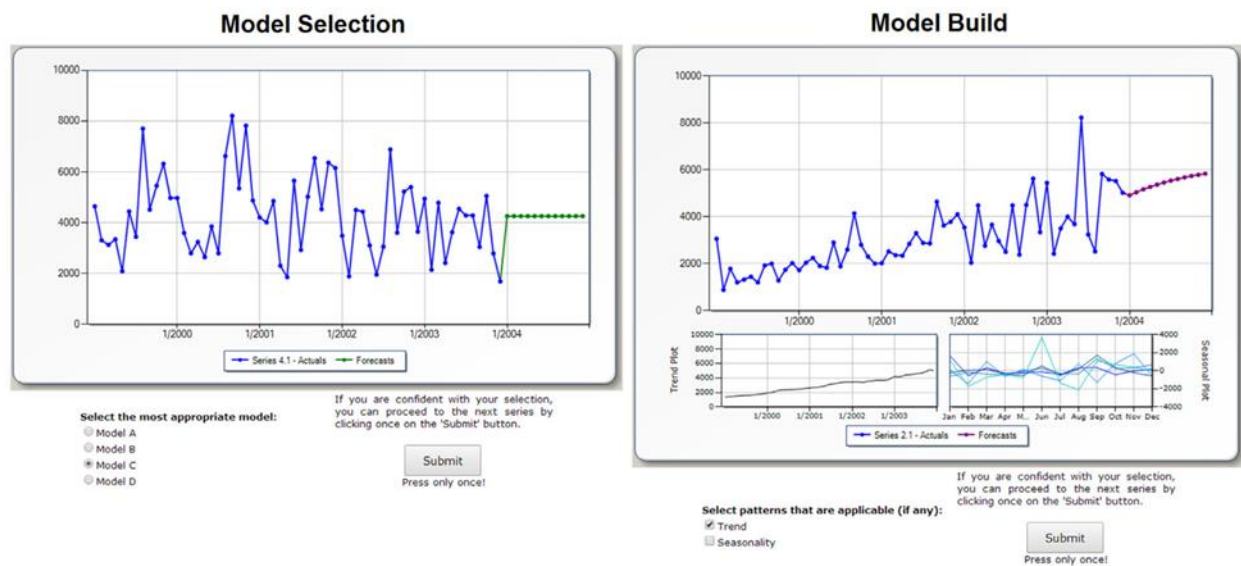 Model Selection
10000
8000
6000
4000
2000
0
1/2000
1/2001
1/2002
1/2003
1/2004
Series 4.1 - Actuals
Forecasts
Select the most appropriate model:
Model A
Model B
Model C
Model D
If you are confident with your selection,
you can proceed to the next series by
clicking once on the 'Submit' button.
Submit
Press only once!
Model Build
10000
8000
6000
4000
2000
0
1/2000
1/2001
1/2002
1/2003
1/2004
Trend Plot
10000
8000
6000
4000
2000
0
1/2000
1/2001
1/2002
1/2003
4000
2000
0
-2000
-4000
Seasonal Plot
Jan Feb Mar Apr M... Jun Jul Aug Sep Oct Nov Dec
Series 2.1 - Actuals
Forecasts
If you are confident with your selection,
you can proceed to the next series by
clicking once on the 'Submit' button.
Select patterns that are applicable (if any):
Trend
Seasonality
Submit
Press only once!